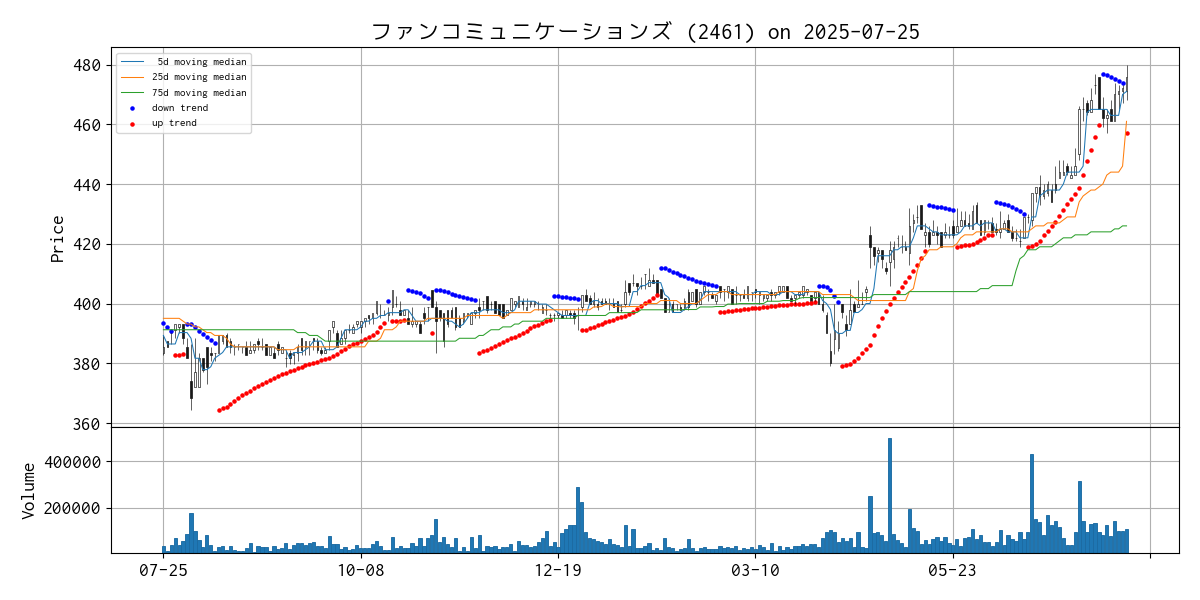 ファンコミュニケーションズ (2461) on 2025-07-25
5d moving median
25d moving median
75d moving median
down trend
up trend
Price
480
460
440
420
400
380
360
Volume
400000
200000
07-25 10-08 12-19 03-10 05-23